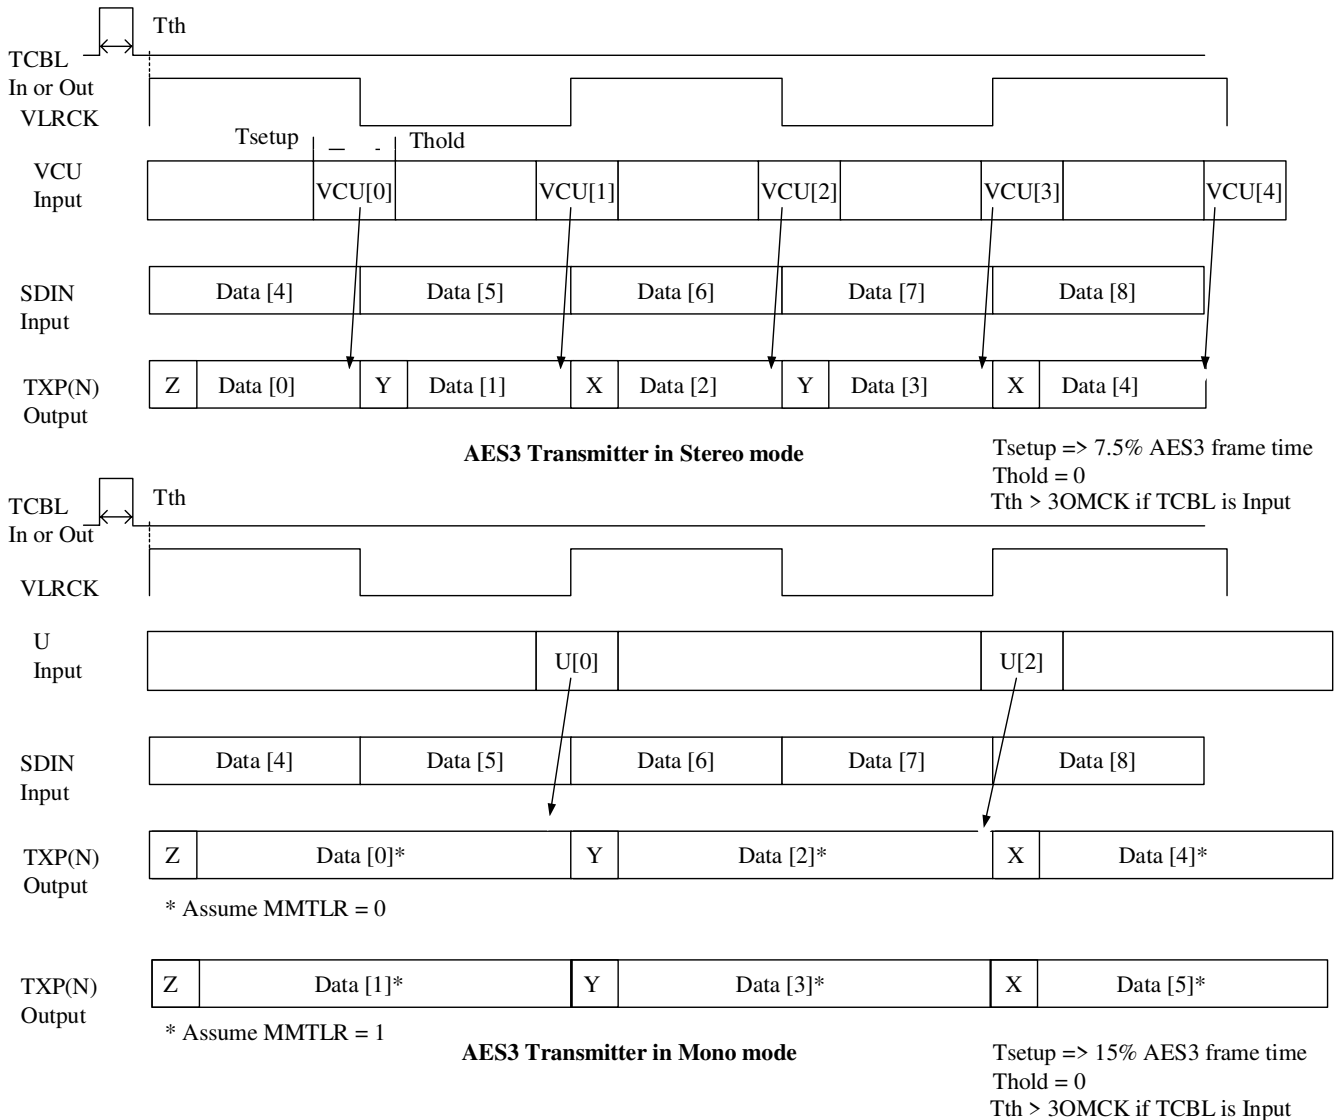 Tth
TCBL
In or Out
VLRCK
Tsetup Thold
VCU
Input
VCU[0] VCU[1] VCU[2] VCU[3] VCU[4]
SDIN
Input
Data [4] Data [5] Data [6] Data [7] Data [8]
TXP(N)
Output
Z Data [0] Y Data [1] X Data [2] Y Data [3] X Data [4]
AES3 Transmitter in Stereo mode
Tsetup => 7.5% AES3 frame time
Thold = 0
Tth > 3OMCK if TCBL is Input
Tth
TCBL
In or Out
VLRCK
U
Input
U[0] U[2]
SDIN
Input
Data [4] Data [5] Data [6] Data [7] Data [8]
TXP(N)
Output
Z Data [0]* Y Data [2]* X Data [4]*
* Assume MMTLR = 0
TXP(N)
Output
Z Data [1]* Y Data [3]* X Data [5]*
* Assume MMTLR = 1
AES3 Transmitter in Mono mode
Tsetup => 15% AES3 frame time
Thold = 0
Tth > 3OMCK if TCBL is Input